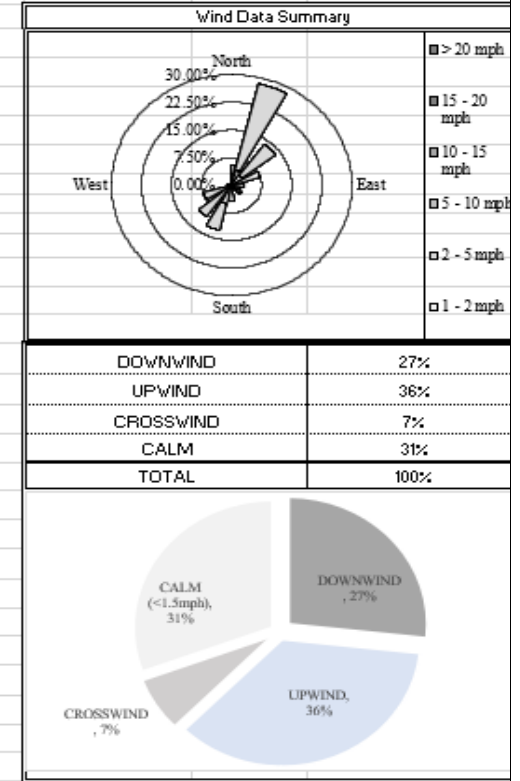 Wind Data Summary
North
30.00%
22.50%
15.00%
7.50%
0.00%
West
East
South
> 20 mph
15 - 20
mph
10 - 15
mph
5 - 10 mph
2 - 5 mph
1 - 2 mph
DOWNWIND 27%
UPWIND 36%
CROSSWIND 7%
CALM 31%
TOTAL 100%
CALM
(<1.5mph),
31%
DOWNWIND
, 27%
UPWIND,
36%
CROSSWIND
, 7%